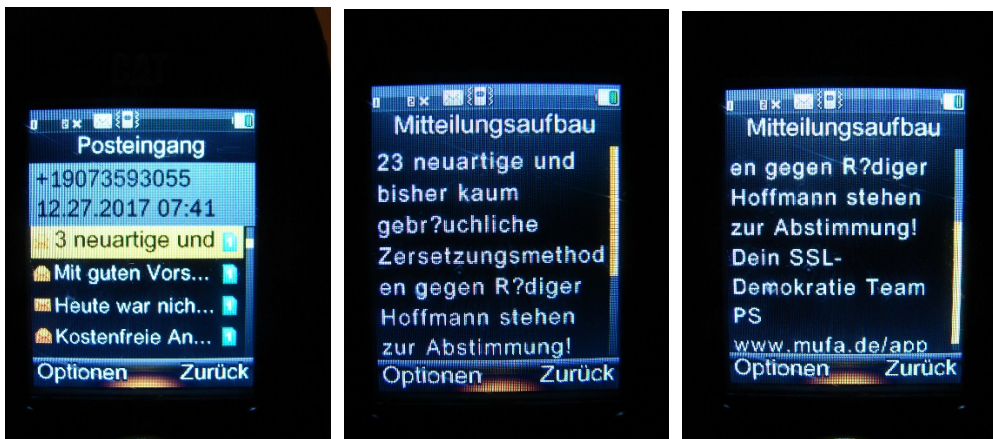 CAT
Posteingang
+19073593055
12.27.2017 07:41
3 neuartige und
Mit guten Vors...
Heute war nich...
Kostenfreie An...
Optionen Zurück
Mitteilungsaufbau
23 neuartige und
bisher kaum
gebr?uchliche
Zersetzungsmethod
en gegen R?diger
Hoffmann stehen
zur Abstimmung!
Optionen Zurück
Mitteilungsaufbau
en gegen R?diger
Hoffmann stehen
zur Abstimmung!
Dein SSL-
Demokratie Team
PS
www.mufa.de/app
Optionen Zurück